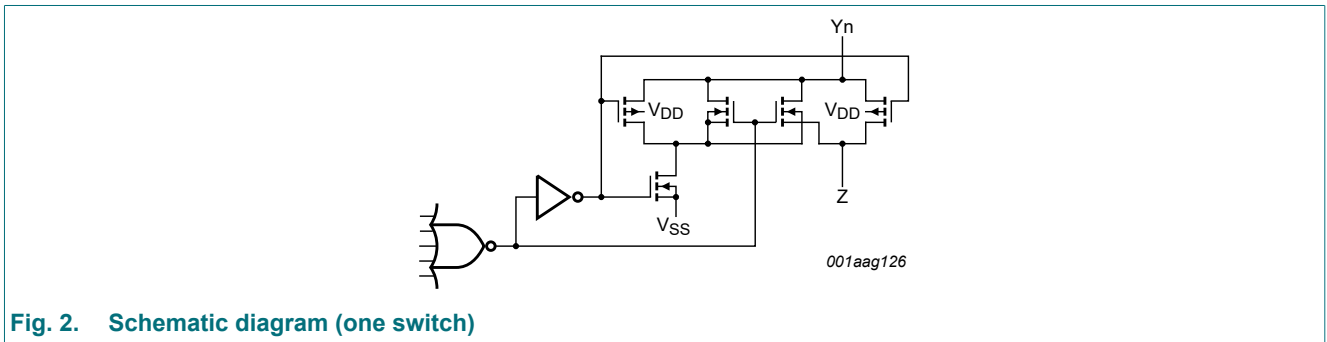 Yn
VDD
VDD
Z
VSS
001aag126
Fig. 2. Schematic diagram (one switch)